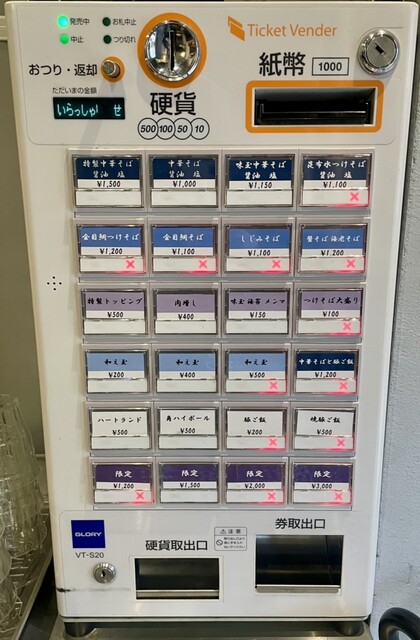 発売中
お札中止
中止
つり切れ
Ticket Vender
おつり・返却
紙幣
1000
ただいまの金額
いらっしゃい せ
硬貨
500 100 50 10
特製中華そば
醤油 塩
¥1,500
中華そば
醤油 塩
¥1,000
味玉中華そば
醤油 塩
¥1,150
昆布水つけそば
醤油 塩
¥1,100
金目鯛つけそば
¥1,200
金目鯛そば
¥1,100
しじみそば
¥1,100
蟹そば 海老そば
¥1,200
特製トッピング
¥500
肉増し
¥400
味玉 海苔 メンマ
¥150
つけそば大盛り
¥100
和え玉
¥200
和え玉
¥400
和え玉
¥500
中華そばと豚ご飯
¥1,200
ハートランド
¥500
角ハイボール
¥500
豚ご飯
¥200
焼豚ご飯
¥500
限定
¥1,200
限定
¥1,500
限定
¥2,000
限定
¥3,000
GLORY
VT-S20
硬貨取出口
注意
券取出口